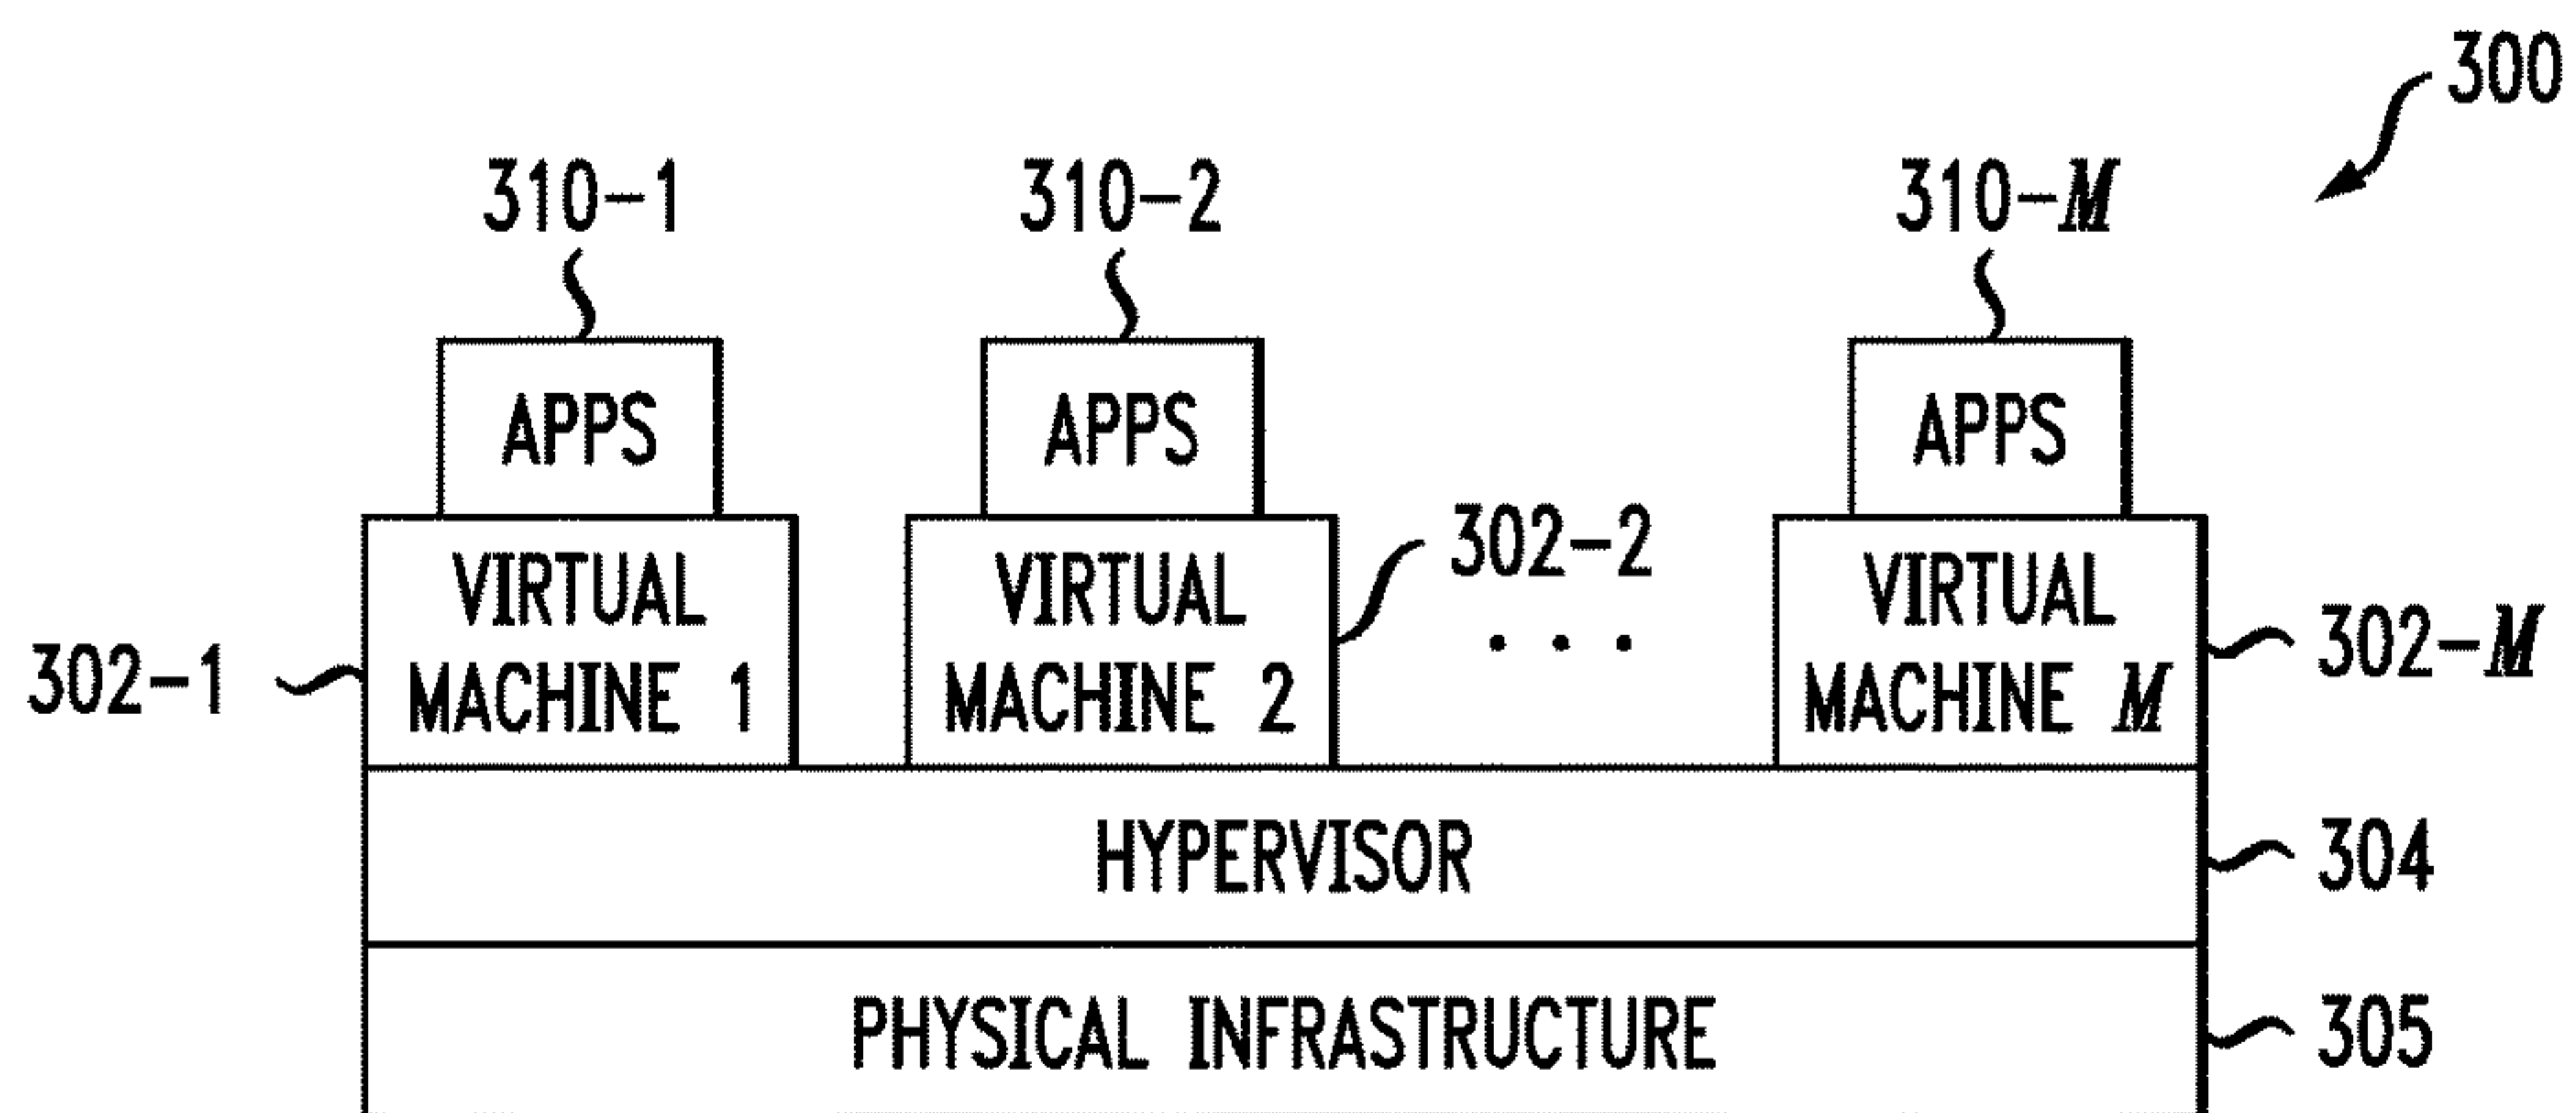 300
310-1 310-2 310-M
APPS APPS APPS
302-2
VIRTUAL VIRTUAL VIRTUAL
302-1 MACHINE 1 MACHINE 2 . . . MACHINE M 302-M
HYPERVISOR 304
PHYSICAL INFRASTRUCTURE 305